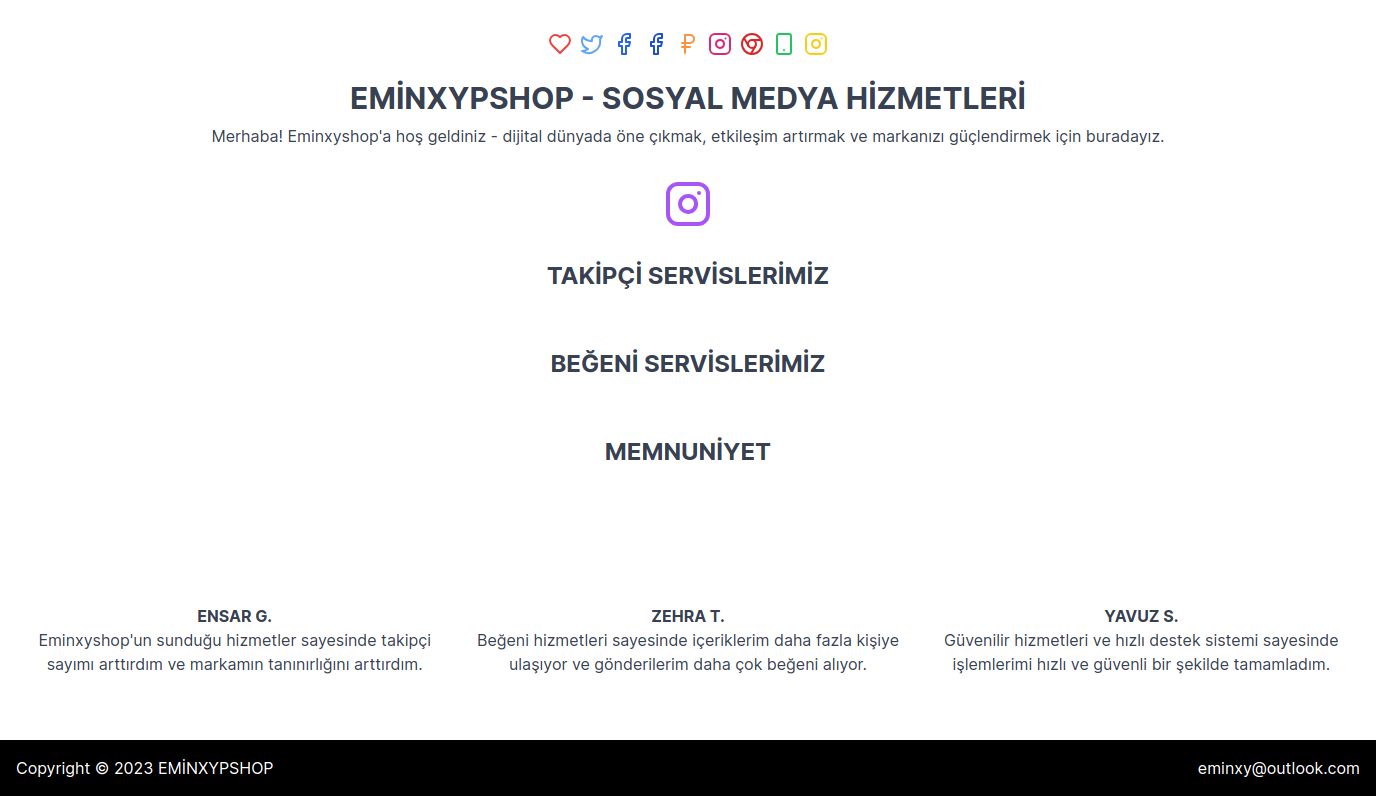 EMİNXYPSHOP - SOSYAL MEDYA HİZMETLERİ
Merhaba! Eminxyshop'a hoş geldiniz - dijital dünyada öne çıkmak, etkileşim artırmak ve markanızı güçlendirmek için buradayız.
TAKİPÇİ SERVİSLERİMİZ
BEĞENİ SERVİSLERİMİZ
MEMNUNİYET
ENSAR G.
Eminxyshop'un sunduğu hizmetler sayesinde takipçi
sayımı arttırdım ve markamın tanınırlığını arttırdım.
ZEHRA T.
Beğeni hizmetleri sayesinde içeriklerim daha fazla kişiye
ulaşıyor ve gönderilerim daha çok beğeni alıyor.
YAVUZ S.
Güvenilir hizmetleri ve hızlı destek sistemi sayesinde
işlemlerimi hızlı ve güvenli bir şekilde tamamladım.
Copyright © 2023 EMİNXYPSHOP
eminxy@outlook.com